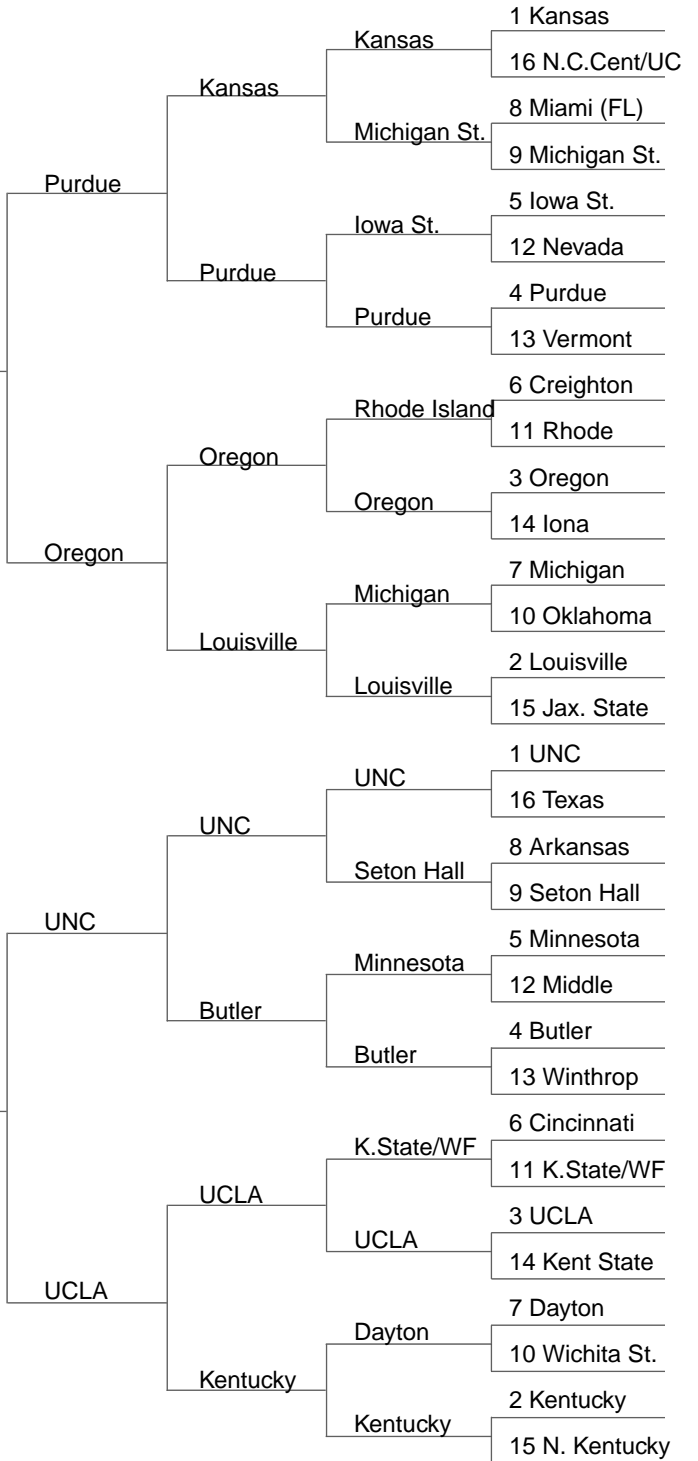 1 Kansas
Kansas
16 N.C.Cent/UC
Kansas
8 Miami (FL)
Michigan St.
9 Michigan St.
Purdue
5 Iowa St.
Iowa St.
12 Nevada
Purdue
4 Purdue
Purdue
13 Vermont
6 Creighton
Rhode Island
11 Rhode
Oregon
3 Oregon
Oregon
14 Iona
Oregon
7 Michigan
Michigan
10 Oklahoma
Louisville
2 Louisville
Louisville
15 Jax. State
1 UNC
UNC
16 Texas
UNC
8 Arkansas
Seton Hall
9 Seton Hall
UNC
5 Minnesota
Minnesota
12 Middle
Butler
4 Butler
Butler
13 Winthrop
6 Cincinnati
K.State/WF
11 K.State/WF
UCLA
3 UCLA
UCLA
14 Kent State
UCLA
7 Dayton
Dayton
10 Wichita St.
Kentucky
2 Kentucky
Kentucky
15 N. Kentucky